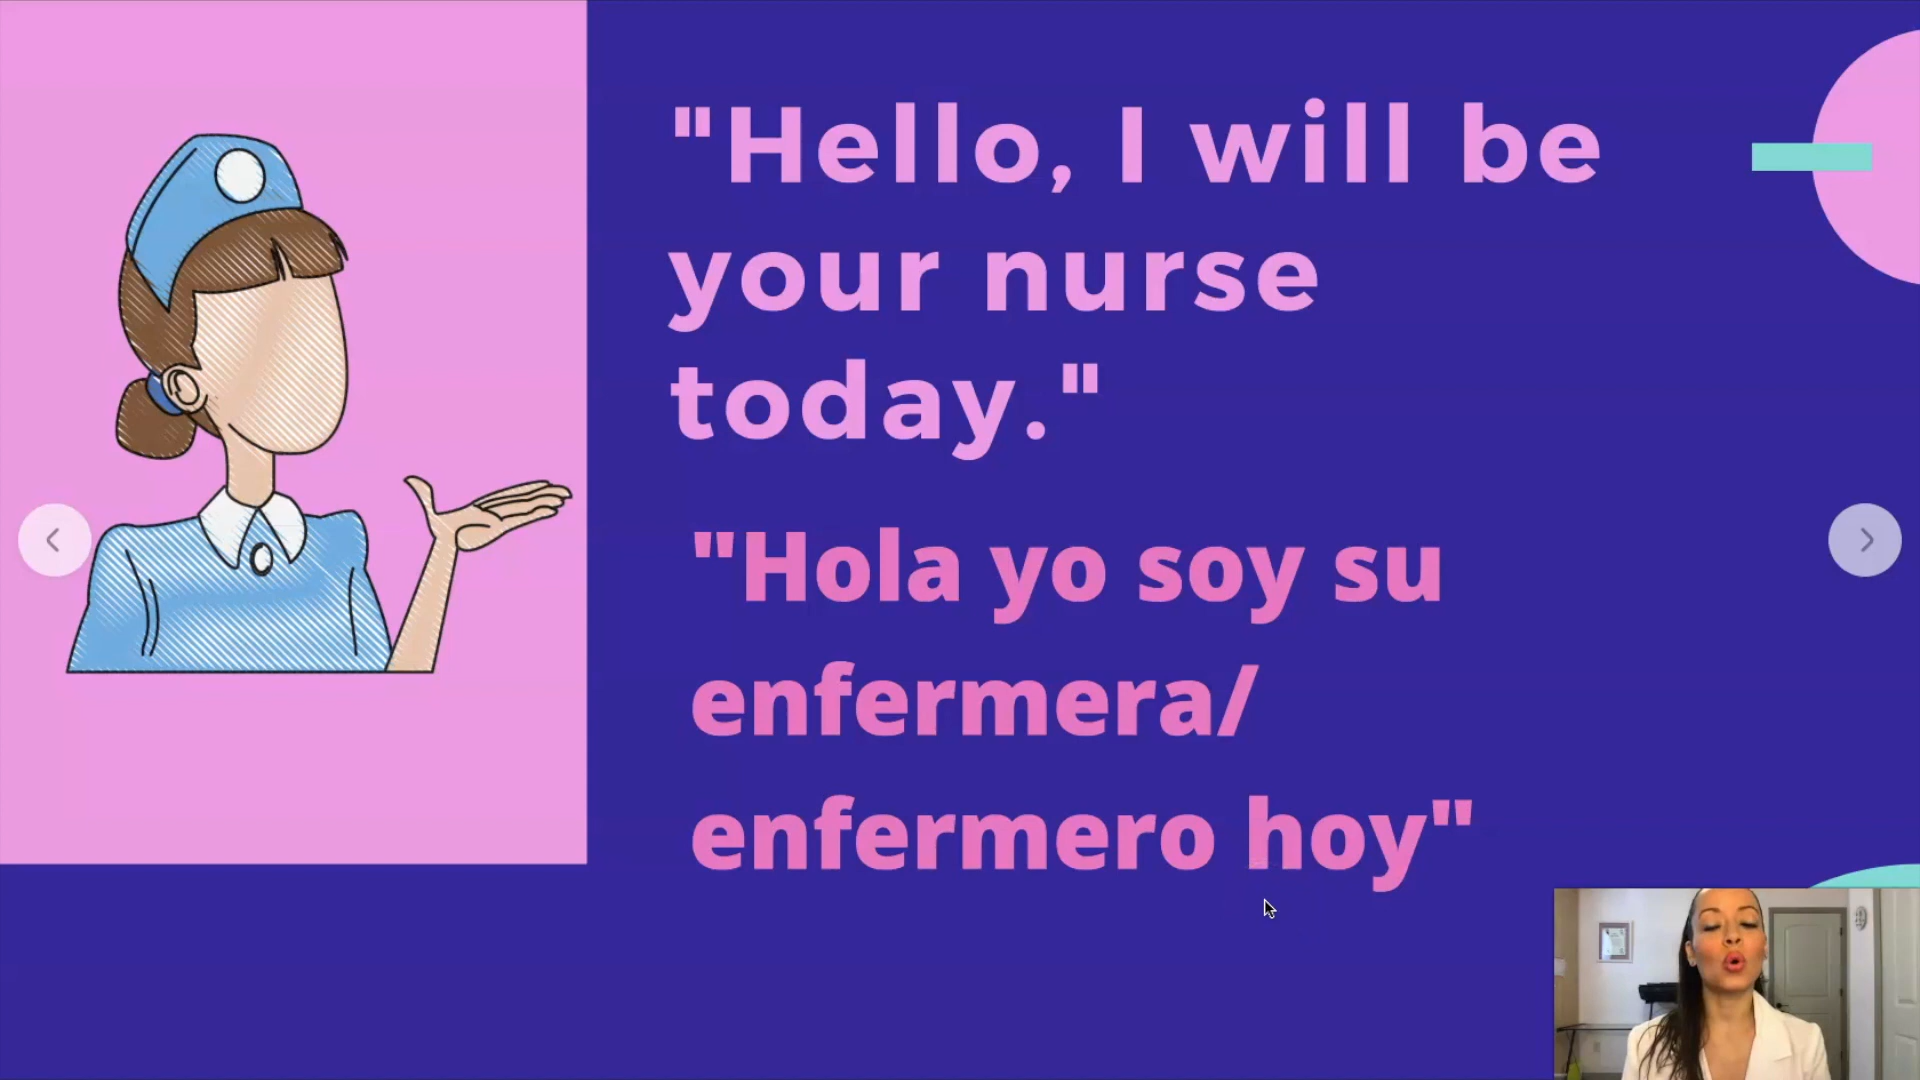 "Hello, I will be
your nurse
today."
"Hola yo soy su
enfermera/
enfermero hoy"